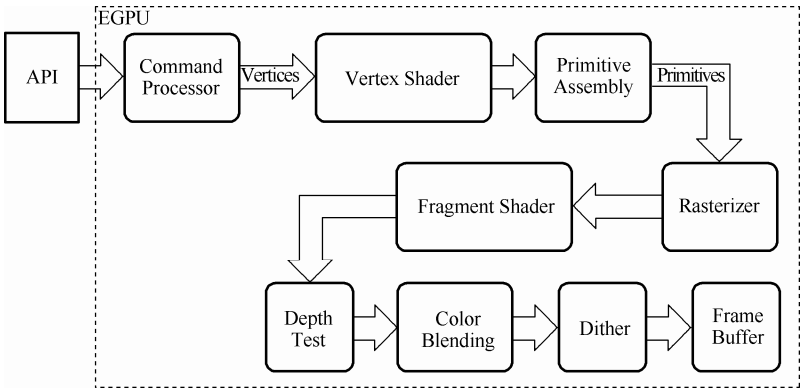 EGPU
API
Command
Processor
Vertices
Vertex Shader
Primitive
Assembly
Primitives
Fragment Shader
Rasterizer
Depth
Test
Color
Blending
Dither
Frame
Buffer